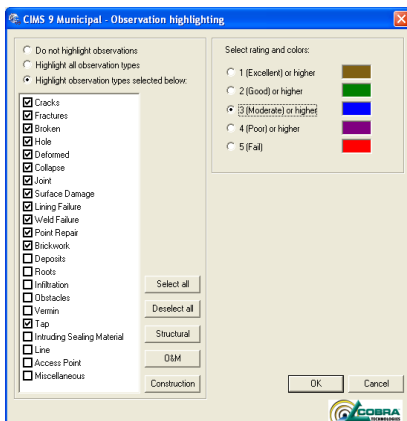 CIMS 9 Municipal - Observation highlighting
Do not highlight observations
Highlight all observation types
Highlight observation types selected below:
Cracks
Fractures
Broken
Hole
Deformed
Collapse
Joint
Surface Damage
Lining Failure
Weld Failure
Point Repair
Brickwork
Deposits
Roots
Infiltration
Obstacles
Vermin
Tap
Intruding Sealing Material
Line
Access Point
Miscellaneous
Select all
Deselect all
Structural
O&M
Construction
Select rating and colors:
1 (Excellent) or higher
2 (Good) or higher
3 (Moderate) or higher
4 (Poor) or higher
5 (Fail)
OK
Cancel
COBRA
TECHNOLOGIES